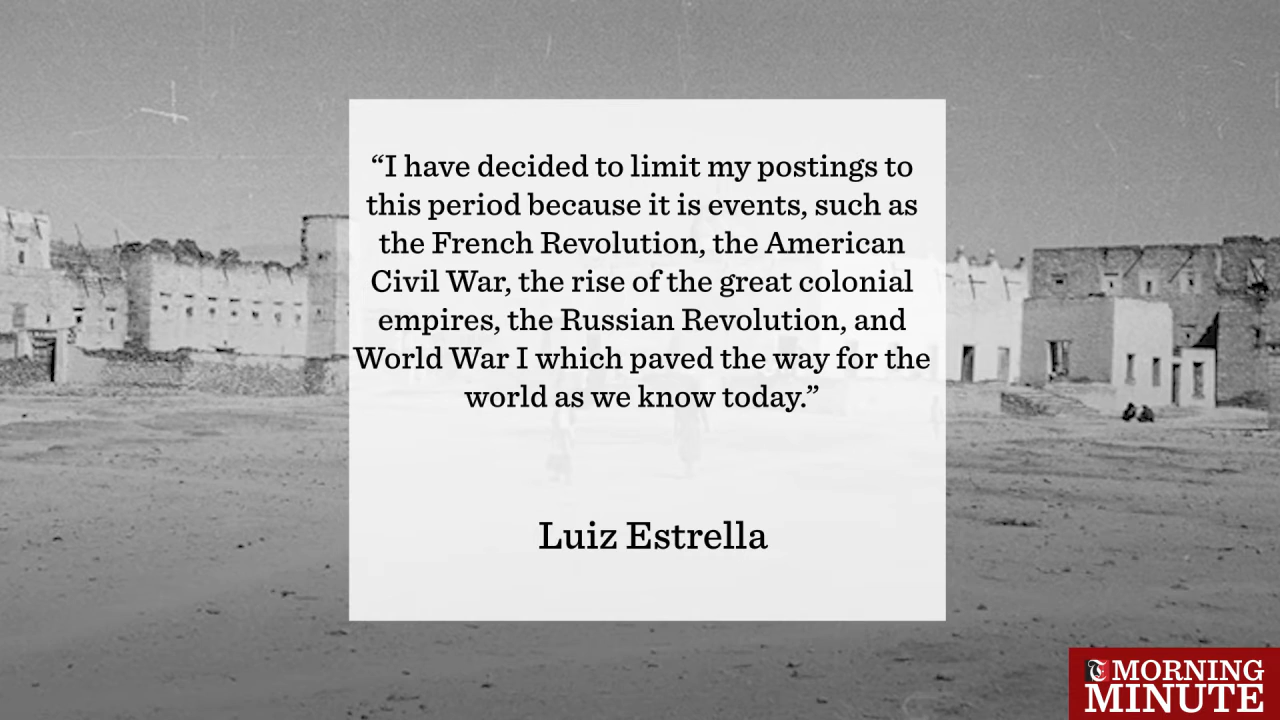 “I have decided to limit my postings to
this period because it is events, such as
the French Revolution, the American
Civil War, the rise of the great colonial
empires, the Russian Revolution, and
World War I which paved the way for the
world as we know today.”
Luiz Estrella
T MORNING
MINUTE